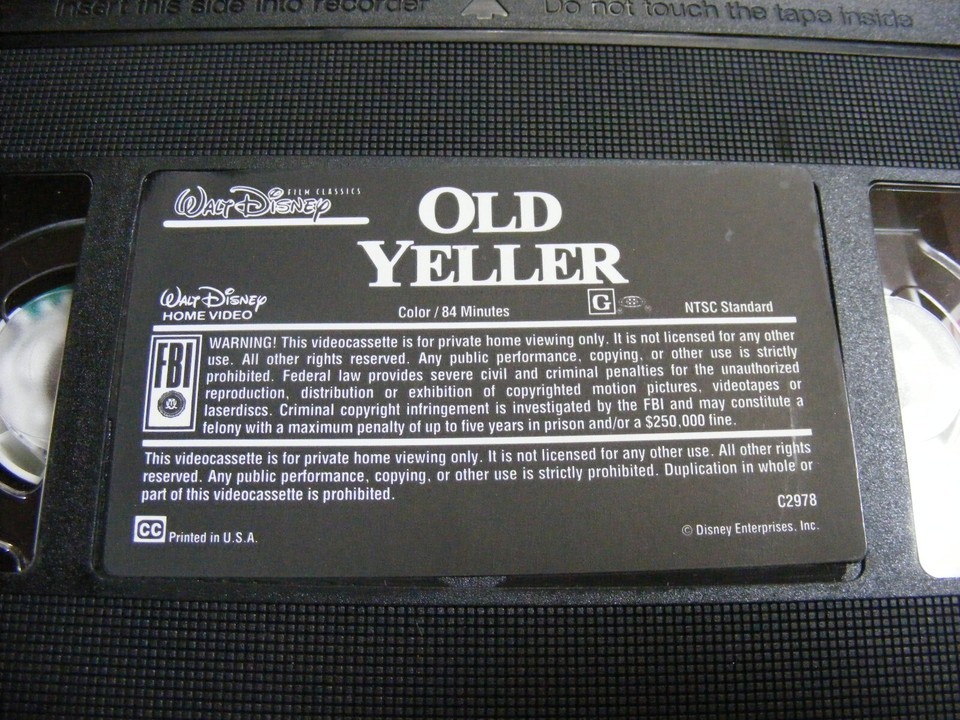 Insert this side into recorder Do not touch the tape inside
Walt Disney FILM CLASSICS
OLD
YELLER
Walt Disney
HOME VIDEO
Color / 84 Minutes
G
NTSC Standard
FBI
WARNING! This videocassette is for private home viewing only. It is not licensed for any other
use. All other rights reserved. Any public performance, copying, or other use is strictly
prohibited. Federal law provides severe civil and criminal penalties for the unauthorized
reproduction, distribution or exhibition of copyrighted motion pictures, videotapes or
laserdiscs. Criminal copyright infringement is investigated by the FBI and may constitute a
felony with a maximum penalty of up to five years in prison and/or a $250,000 fine.
This videocassette is for private home viewing only. It is not licensed for any other use. All other rights
reserved. Any public performance, copying, or other use is strictly prohibited. Duplication in whole or
part of this videocassette is prohibited.
C2978
CC Printed in U.S.A.
© Disney Enterprises, Inc.